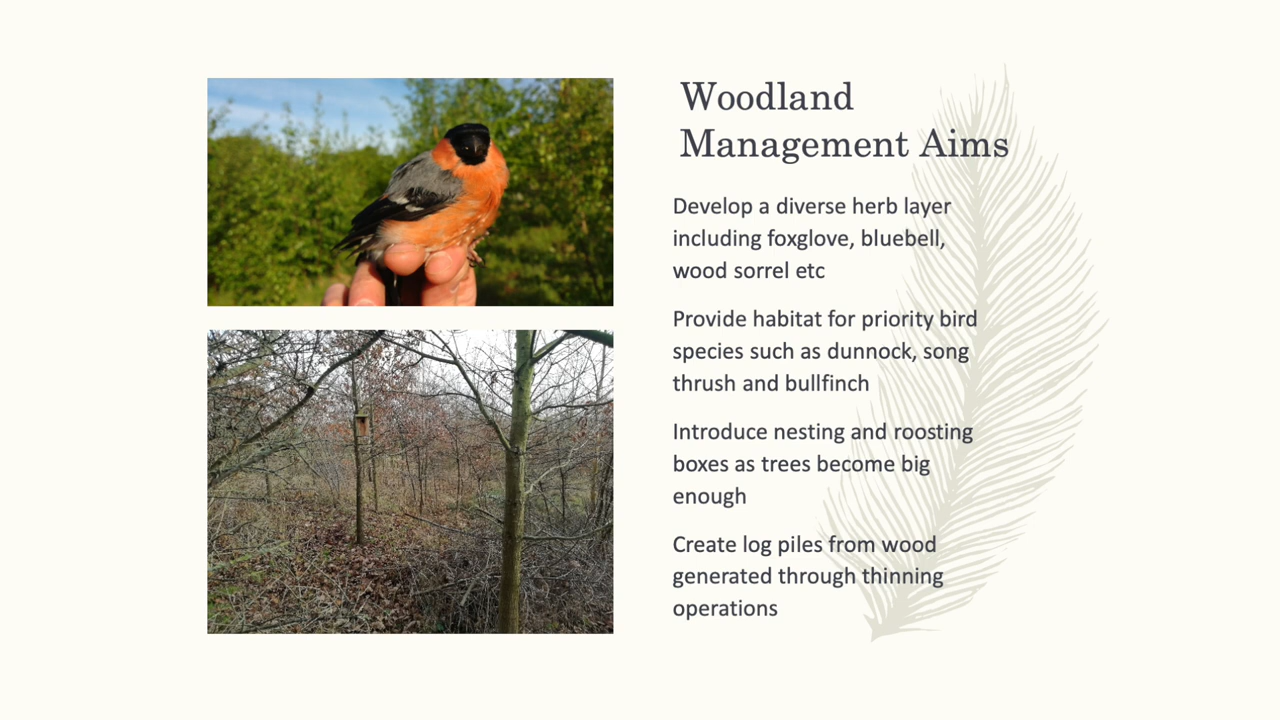 Woodland
Management Aims
Develop a diverse herb layer
including foxglove, bluebell,
wood sorrel etc
Provide habitat for priority bird
species such as dunnock, song
thrush and bullfinch
Introduce nesting and roosting
boxes as trees become big
enough
Create log piles from wood
generated through thinning
operations